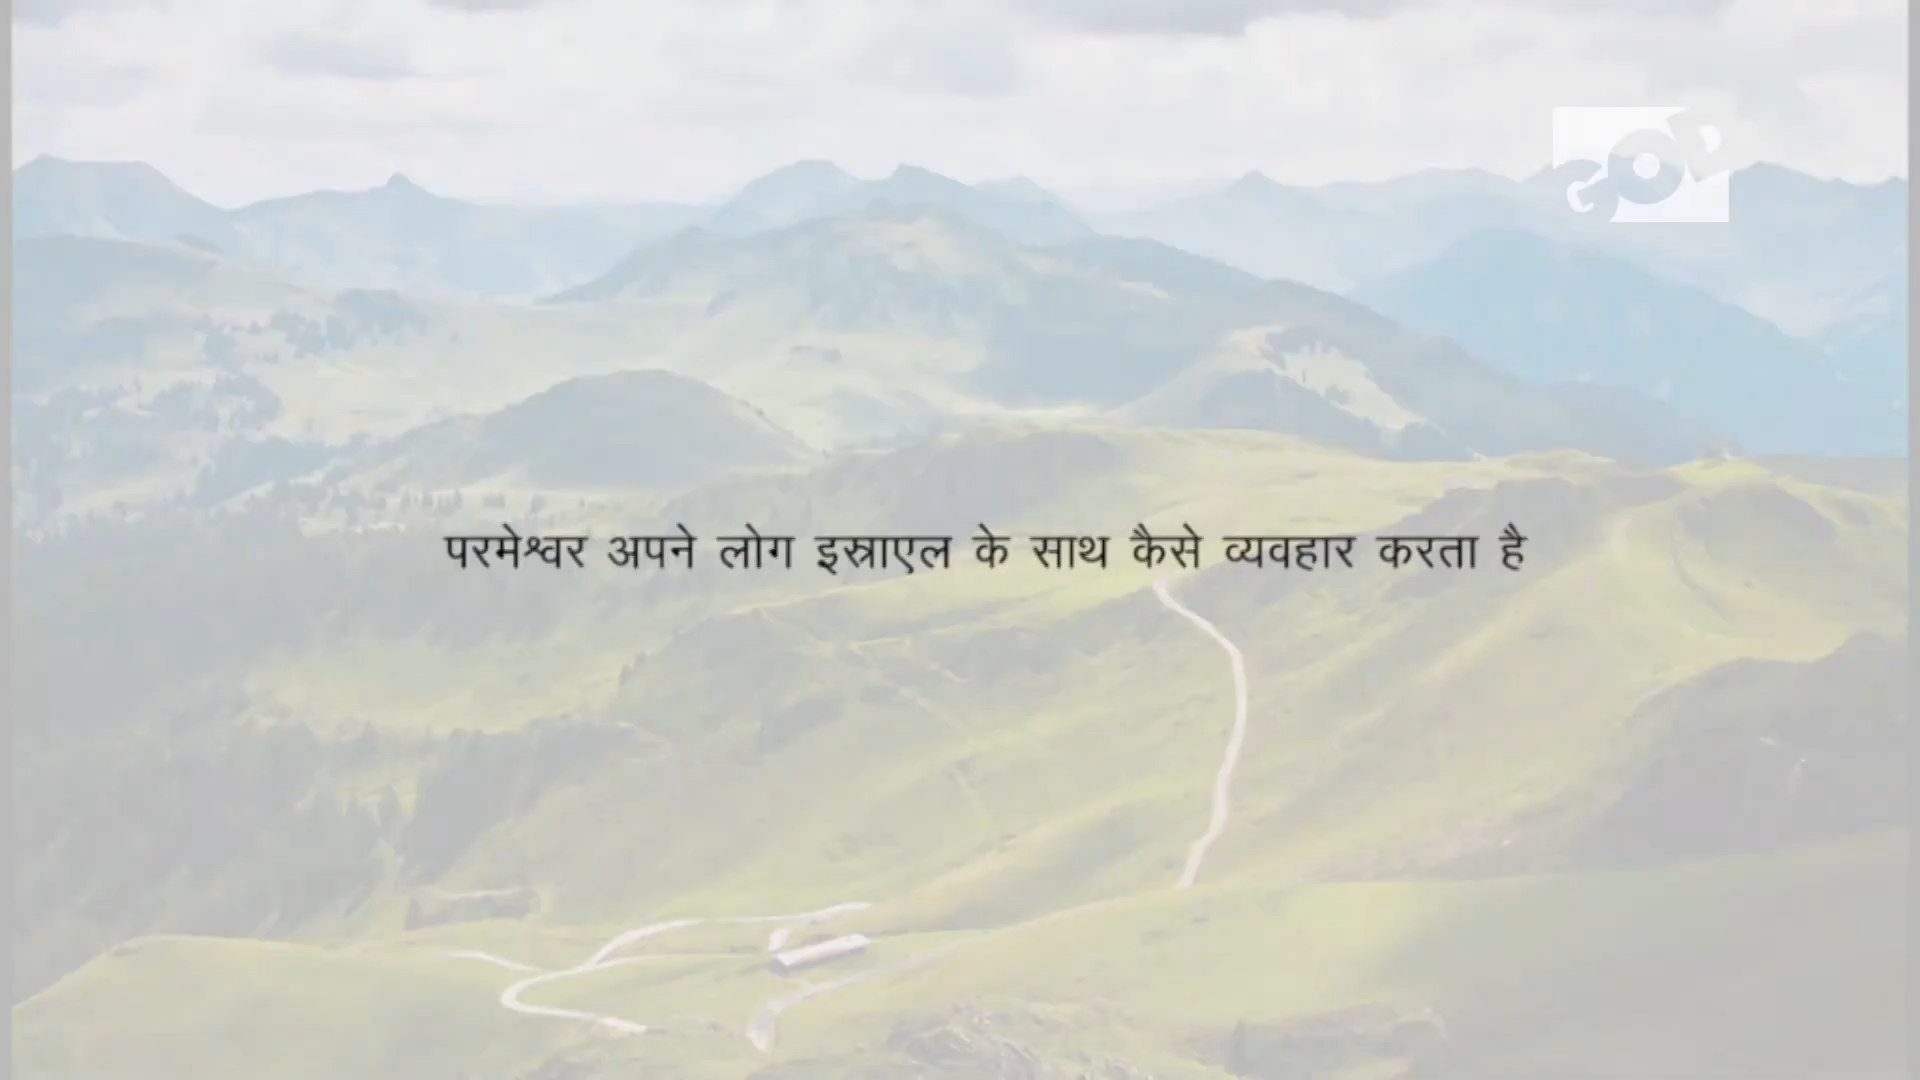 परमेश्वर अपने लोग इस्राएल के साथ कैसे व्यवहार करता है